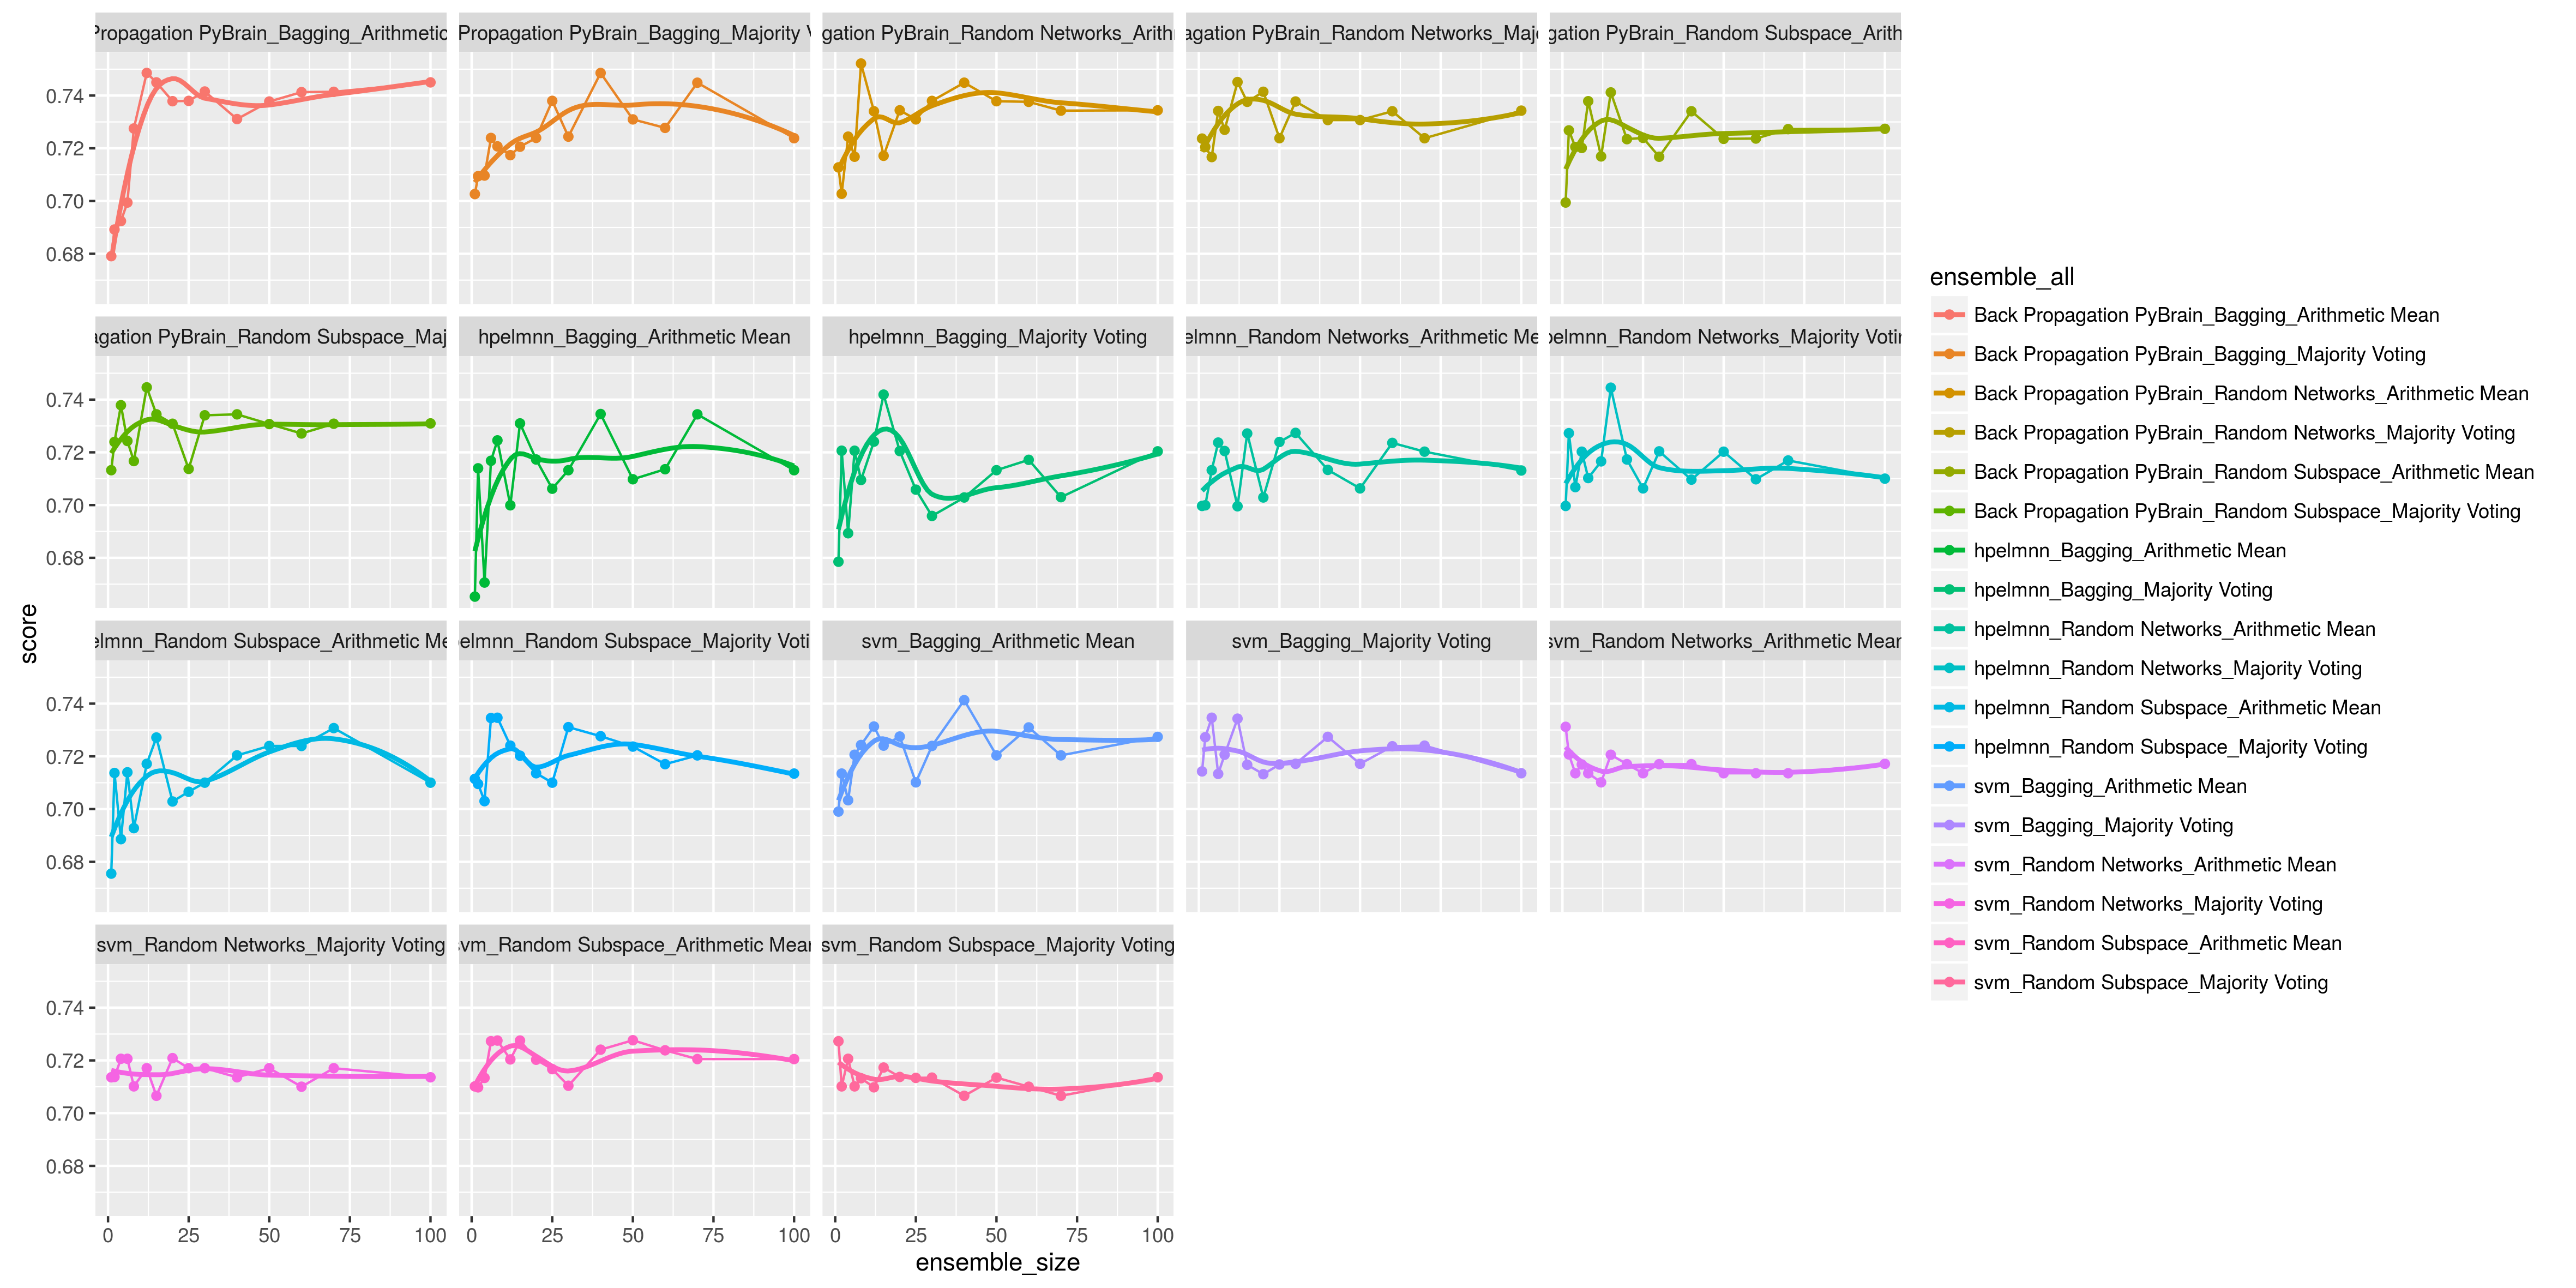 Propagation PyBrain_Bagging_Arithmetic
Propagation PyBrain_Bagging_Majority V
gation PyBrain_Random Networks_Arith
agation PyBrain_Random Networks_Majo
gation PyBrain_Random Subspace_Arith
0.74
0.72
0.70
0.68
agation PyBrain_Random Subspace_Maj
hpelmnn_Bagging_Arithmetic Mean
hpelmnn_Bagging_Majority Voting
elmnn_Random Networks_Arithmetic Me
pelmnn_Random Networks_Majority Votin
0.74
0.72
0.70
0.68
score
elmnn_Random Subspace_Arithmetic Me
pelmnn_Random Subspace_Majority Voti
svm_Bagging_Arithmetic Mean
svm_Bagging_Majority Voting
svm_Random Networks_Arithmetic Mean
0.74
0.72
0.70
0.68
svm_Random Networks_Majority Voting
svm_Random Subspace_Arithmetic Mean
svm_Random Subspace_Majority Voting
0.74
0.72
0.70
0.68
0 25 50 75 100
0 25 50 75 100
0 25 50 75 100
ensemble_size
ensemble_all
Back Propagation PyBrain_Bagging_Arithmetic Mean
Back Propagation PyBrain_Bagging_Majority Voting
Back Propagation PyBrain_Random Networks_Arithmetic Mean
Back Propagation PyBrain_Random Networks_Majority Voting
Back Propagation PyBrain_Random Subspace_Arithmetic Mean
Back Propagation PyBrain_Random Subspace_Majority Voting
hpelmnn_Bagging_Arithmetic Mean
hpelmnn_Bagging_Majority Voting
hpelmnn_Random Networks_Arithmetic Mean
hpelmnn_Random Networks_Majority Voting
hpelmnn_Random Subspace_Arithmetic Mean
hpelmnn_Random Subspace_Majority Voting
svm_Bagging_Arithmetic Mean
svm_Bagging_Majority Voting
svm_Random Networks_Arithmetic Mean
svm_Random Networks_Majority Voting
svm_Random Subspace_Arithmetic Mean
svm_Random Subspace_Majority Voting